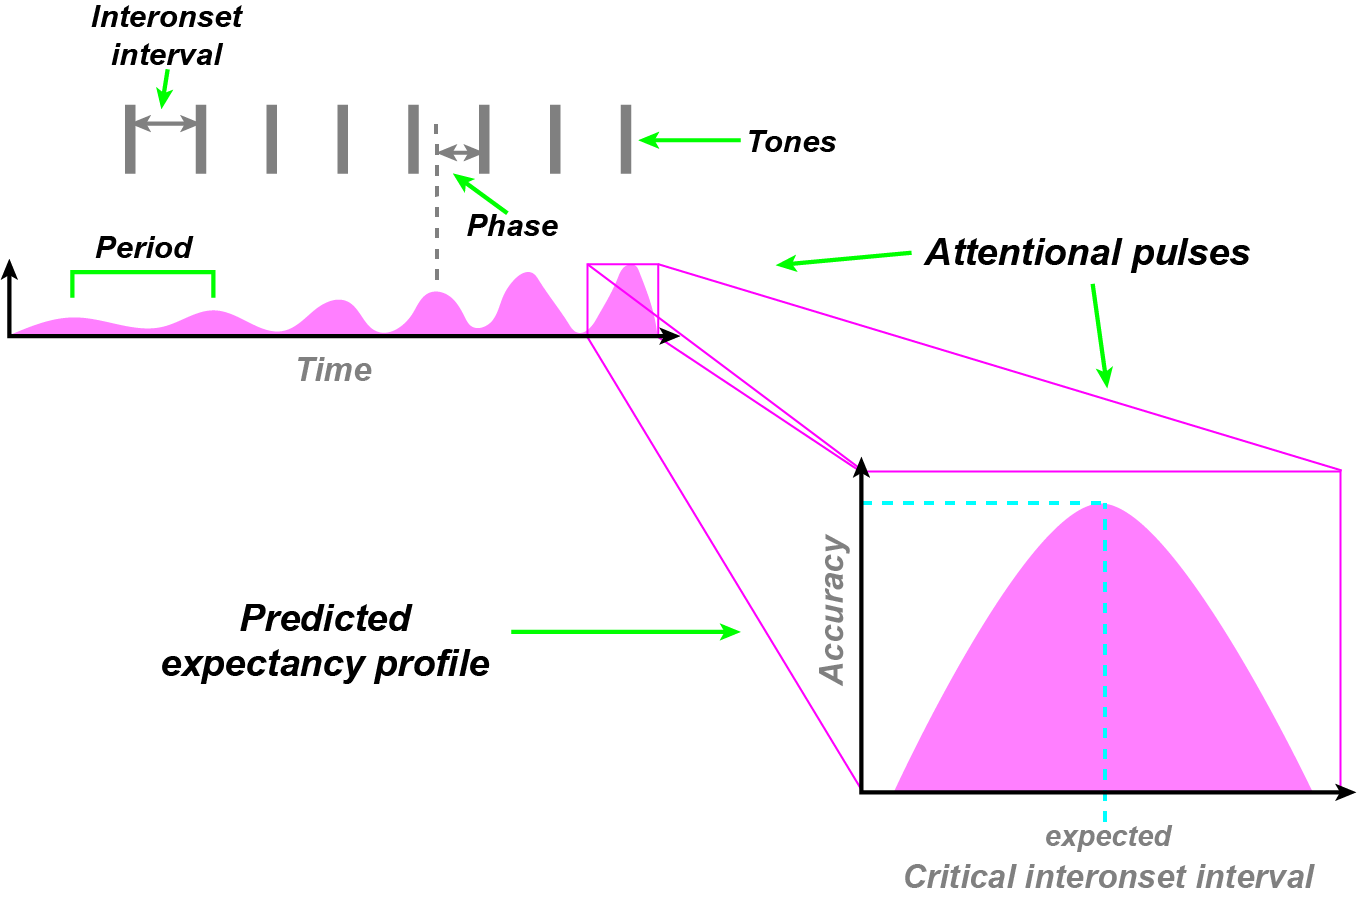 Interonset
interval
Tones
Phase
Period
Attentional pulses
Time
Predicted
expectancy profile
Accuracy
expected
Critical interonset interval